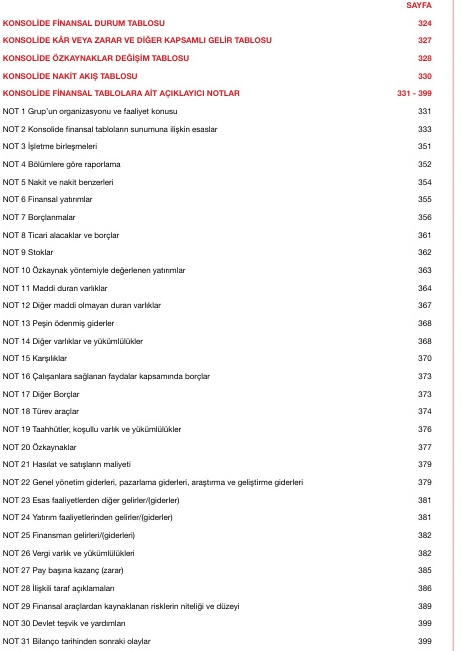 SAYFA
KONSOLİDE FİNANSAL DURUM TABLOSU 324
KONSOLİDE KÂR VEYA ZARAR VE DİĞER KAPSAMLI GELİR TABLOSU 327
KONSOLİDE ÖZKAYNAKLAR DEĞİŞİM TABLOSU 328
KONSOLİDE NAKİT AKIŞ TABLOSU 330
KONSOLİDE FİNANSAL TABLOLARA AİT AÇIKLAYICI NOTLAR 331 - 399
NOT 1 Grup'un organizasyonu ve faaliyet konusu 331
NOT 2 Konsolide finansal tabloların sunumuna ilişkin esaslar 333
NOT 3 İşletme birleşmeleri 351
NOT 4 Bölümlere göre raporlama 352
NOT 5 Nakit ve nakit benzerleri 354
NOT 6 Finansal yatırımlar 355
NOT 7 Borçlanmalar 356
NOT 8 Ticari alacaklar ve borçlar 361
NOT 9 Stoklar 362
NOT 10 Özkaynak yöntemiyle değerlenen yatırımlar 363
NOT 11 Maddi duran varlıklar 364
NOT 12 Diğer maddi olmayan duran varlıklar 367
NOT 13 Peşin ödenmiş giderler 368
NOT 14 Diğer varlıklar ve yükümlülükler 368
NOT 15 Karşılıklar 370
NOT 16 Çalışanlara sağlanan faydalar kapsamında borçlar 373
NOT 17 Diğer Borçlar 373
NOT 18 Türev araçlar 374
NOT 19 Taahhütler, koşullu varlık ve yükümlülükler 376
NOT 20 Özkaynaklar 377
NOT 21 Hasılat ve satışların maliyeti 379
NOT 22 Genel yönetim giderleri, pazarlama giderleri, araştırma ve geliştirme giderleri 379
NOT 23 Esas faaliyetlerden diğer gelirler/(giderler) 381
NOT 24 Yatırım faaliyetlerinden gelirler/(giderler) 381
NOT 25 Finansman gelirleri/(giderleri) 382
NOT 26 Vergi varlık ve yükümlülükleri 382
NOT 27 Pay başına kazanç (zarar) 385
NOT 28 İlişkili taraf açıklamaları 386
NOT 29 Finansal araçlardan kaynaklanan risklerin niteliği ve düzeyi 389
NOT 30 Devlet teşvik ve yardımları 399
NOT 31 Bilanço tarihinden sonraki olaylar 399